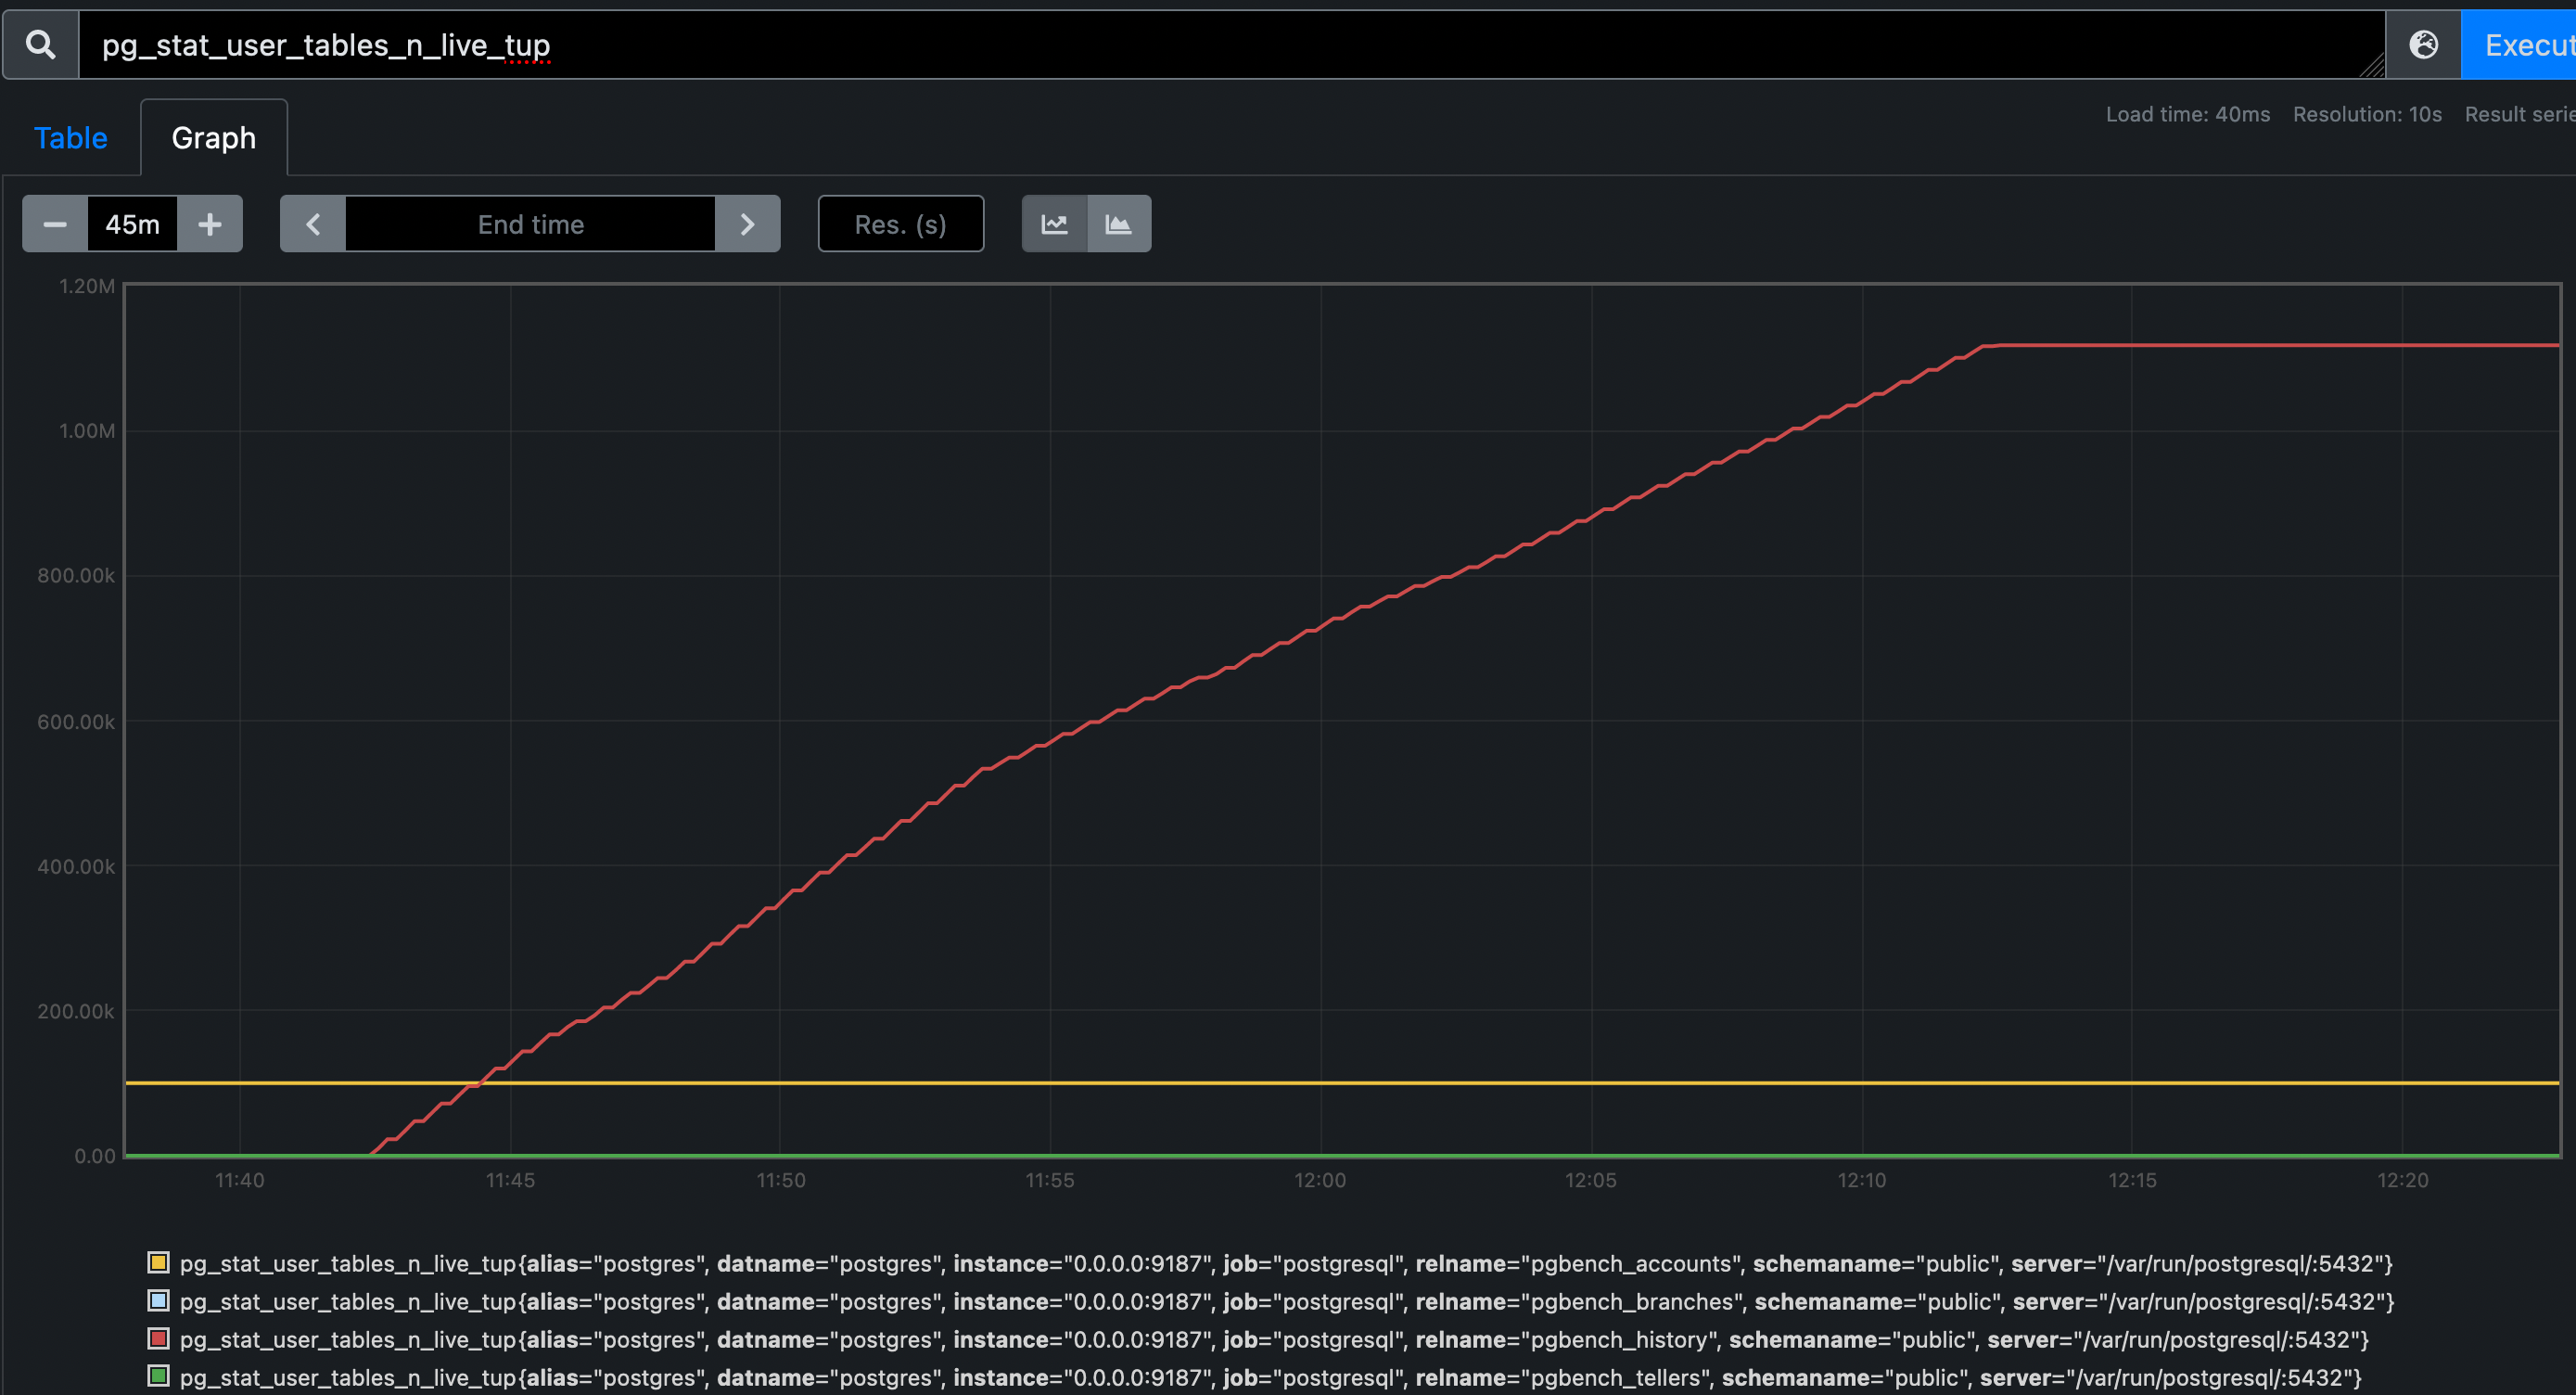 pg_stat_user_tables_n_live_tup
Execut
Table
Graph
Load time: 40ms Resolution: 10s Result serie
45m
End time
Res. (s)
1.20M
1.00M
800.00k
600.00k
400.00k
200.00k
0.00
11:40 11:45 11:50 11:55 12:00 12:05 12:10 12:15 12:20
pg_stat_user_tables_n_live_tup{alias="postgres", datname="postgres", instance="0.0.0.0:9187", job="postgresql", relname="pgbench_accounts", schemaname="public", server="/var/run/postgresql/:5432"}
pg_stat_user_tables_n_live_tup{alias="postgres", datname="postgres", instance="0.0.0.0:9187", job="postgresql", relname="pgbench_branches", schemaname="public", server="/var/run/postgresql/:5432"}
pg_stat_user_tables_n_live_tup{alias="postgres", datname="postgres", instance="0.0.0.0:9187", job="postgresql", relname="pgbench_history", schemaname="public", server="/var/run/postgresql/:5432"}
pg_stat_user_tables_n_live_tup{alias="postgres", datname="postgres", instance="0.0.0.0:9187", job="postgresql", relname="pgbench_tellers", schemaname="public", server="/var/run/postgresql/:5432"}